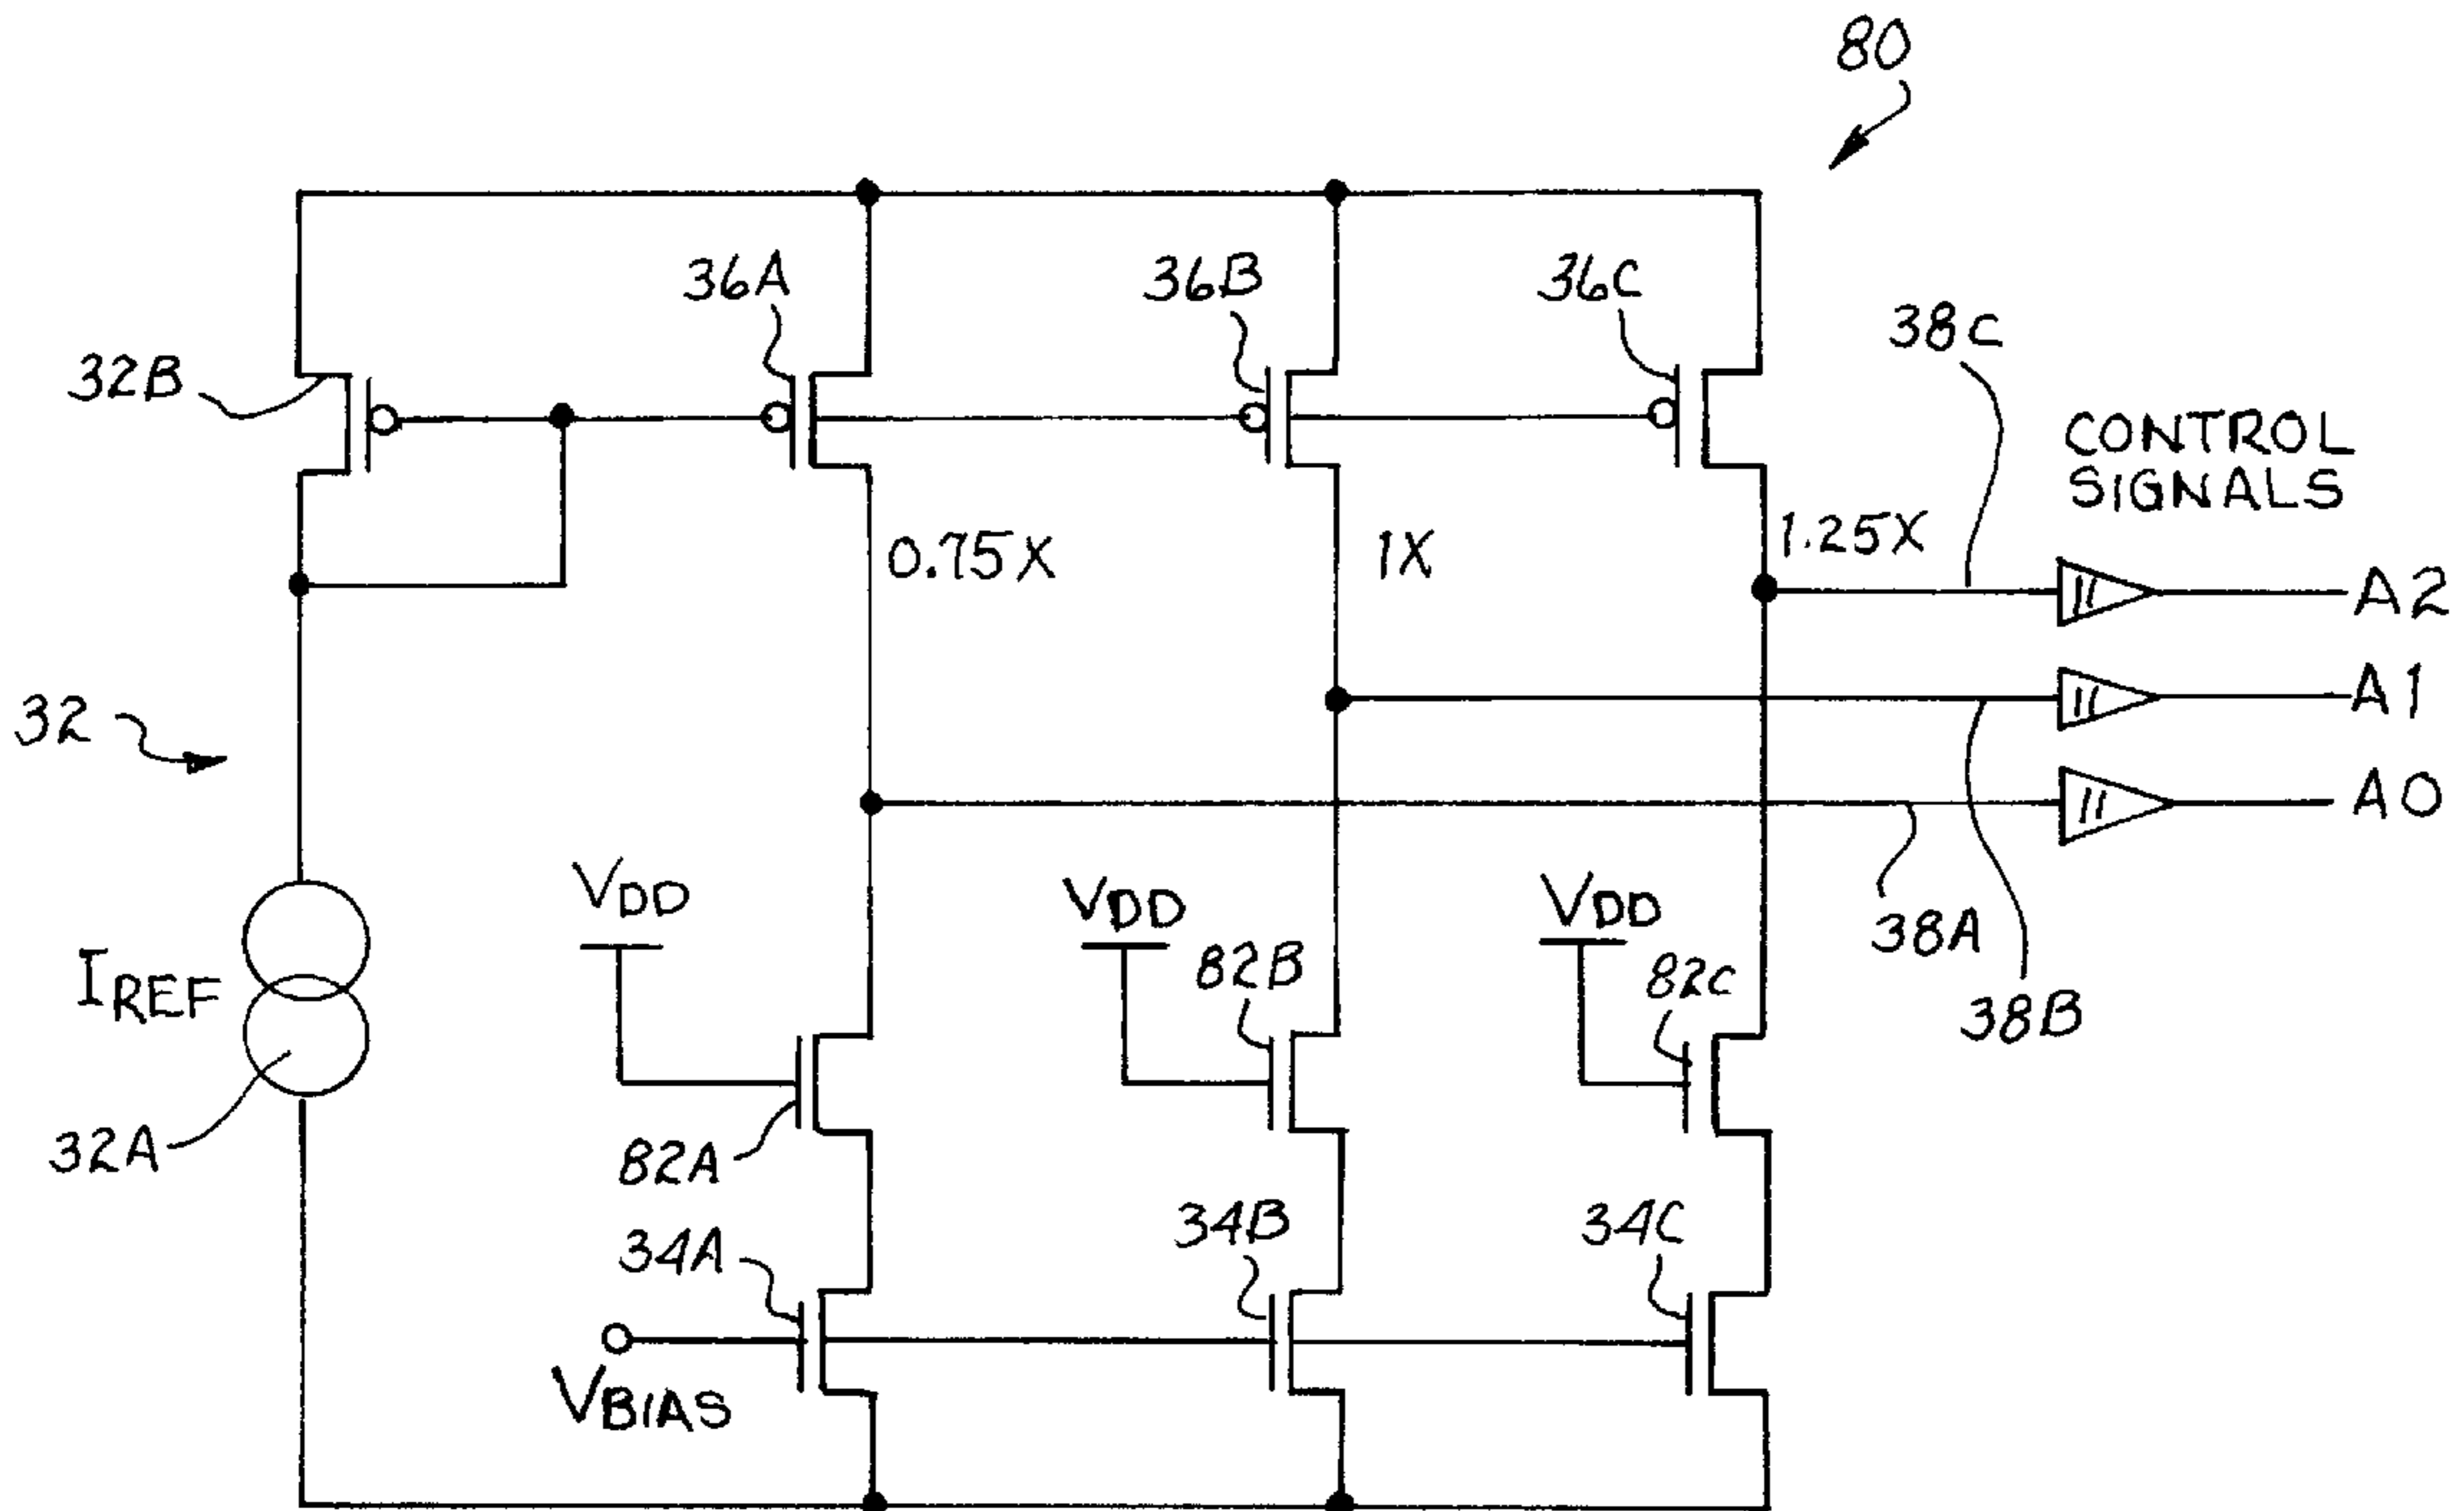 80
36A
36B
36C
38C
32B
CONTROL
SIGNALS
0.75X
1X
1.25X
A2
A1
A0
32
VDD
VDD
VDD
38A
82B
82C
38B
IREF
32A
82A
34A
34B
34C
VBIAS